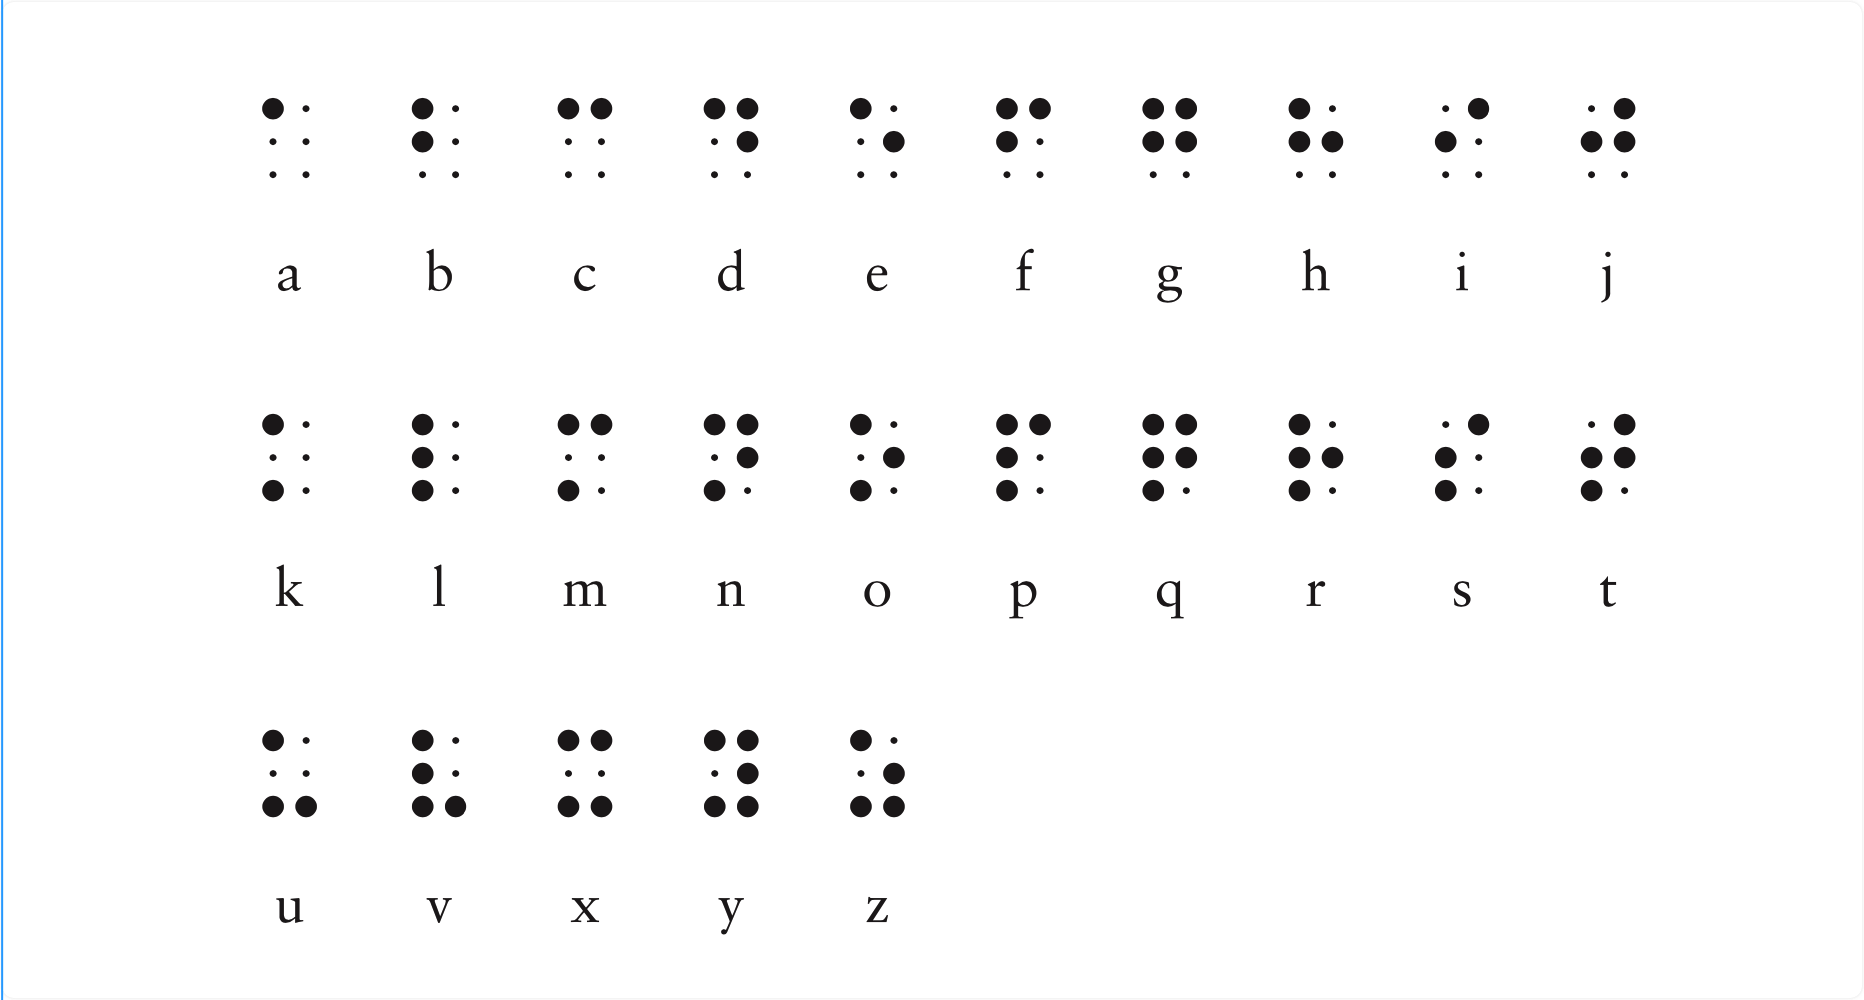 ⠁ ⠃ ⠉ ⠙ ⠑ ⠋ ⠛ ⠓ ⠊ ⠚
a b c d e f g h i j
⠅ ⠇ ⠍ ⠝ ⠕ ⠏ ⠟ ⠗ ⠎ ⠞
k l m n o p q r s t
⠥ ⠧ ⠭ ⠽ ⠵
u v x y z